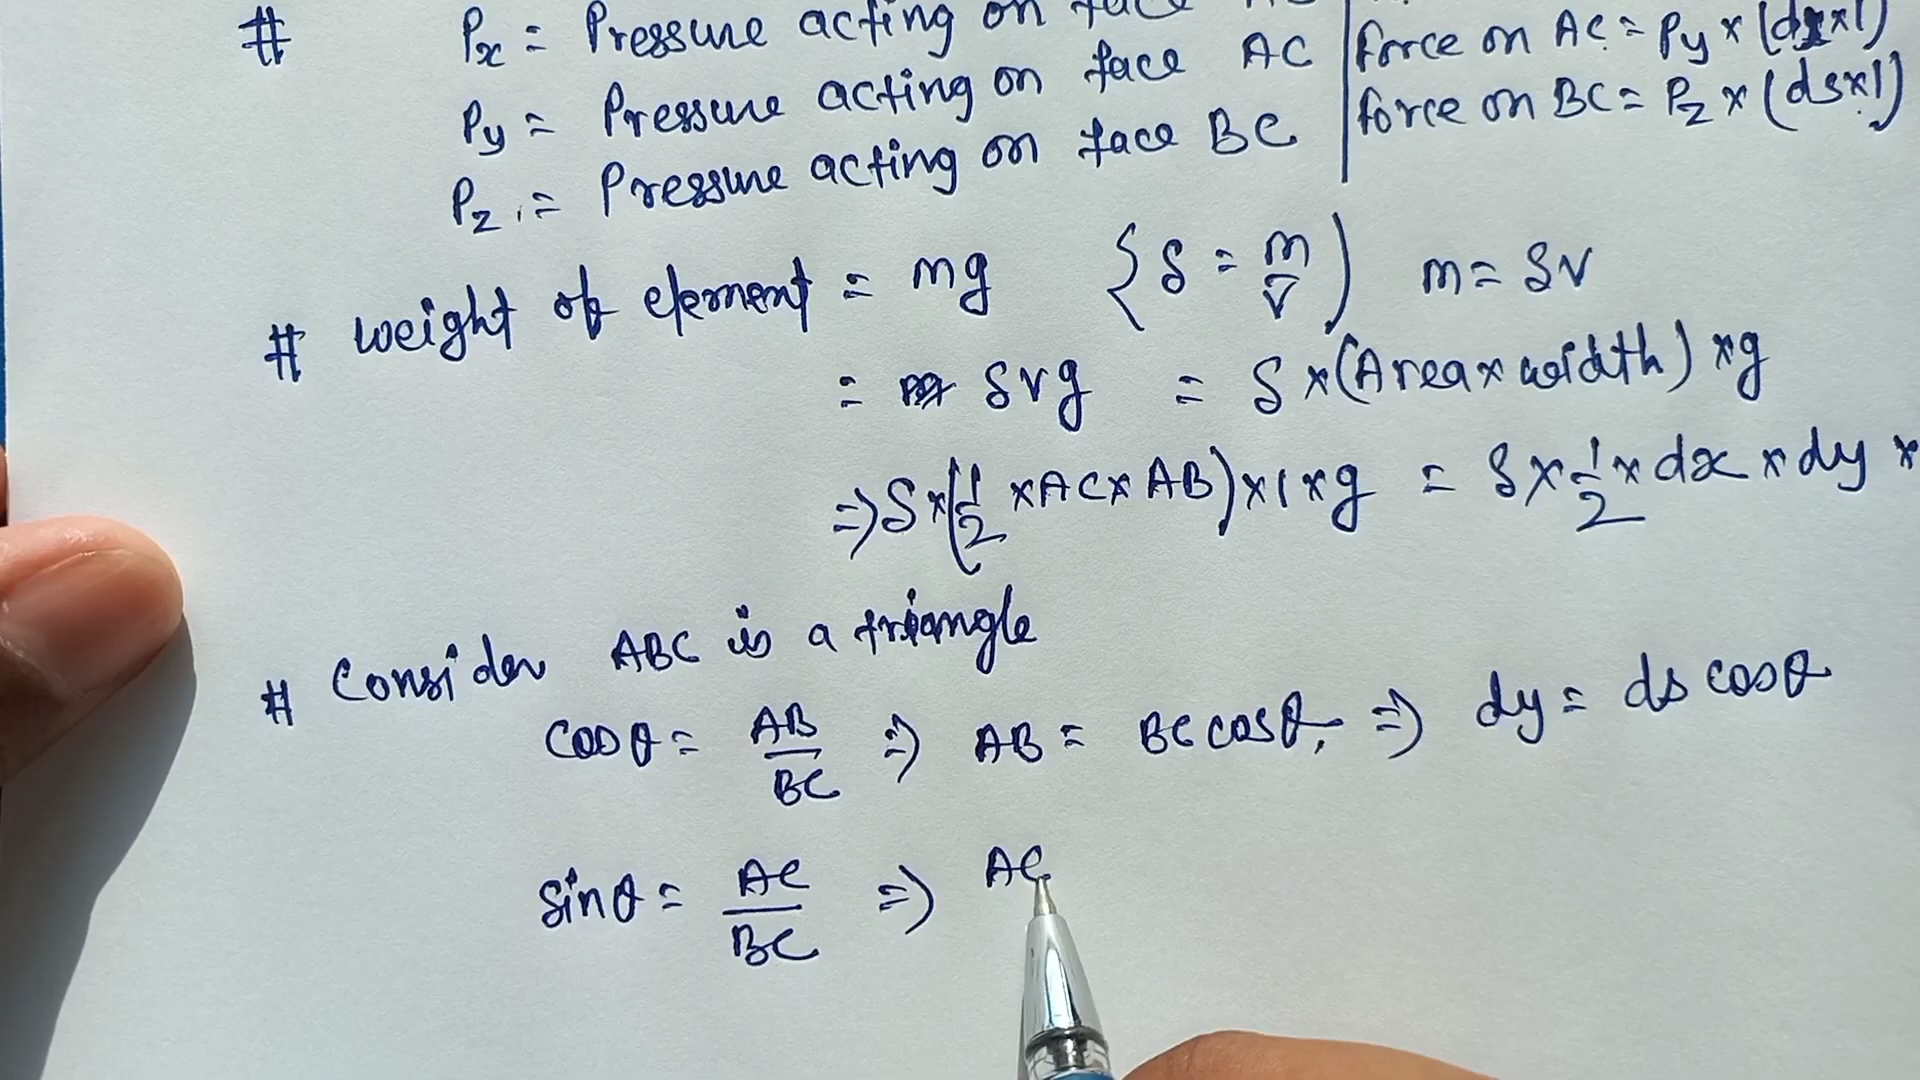 # Px = Pressure acting on face
Py = Pressure acting on face AC
Pz = Pressure acting on face BC
Force on AC = Py × (dx×1)
Force on BC = Pz × (ds×1)
# weight of element = mg { S = m/V ) m = SV
= SVg = S × (Area × width) × g
=> S × (1/2 × AC × AB) × 1 × g = S × 1/2 × dx × dy ×
# Consider ABC is a triangle
cosθ = AB/BC => AB = BC cosθ. => dy = ds cosθ
sinθ = AC/BC => AC